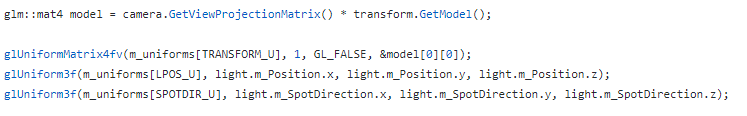 glm::mat4 model = camera.GetViewProjectionMatrix() * transform.GetModel();
glUniformMatrix4fv(m_uniforms[TRANSFORM_U], 1, GL_FALSE, &model[0][0]);
glUniform3f(m_uniforms[LPOS_U], light.m_Position.x, light.m_Position.y, light.m_Position.z);
glUniform3f(m_uniforms[SPOTDIR_U], light.m_SpotDirection.x, light.m_SpotDirection.y, light.m_SpotDirection.z);